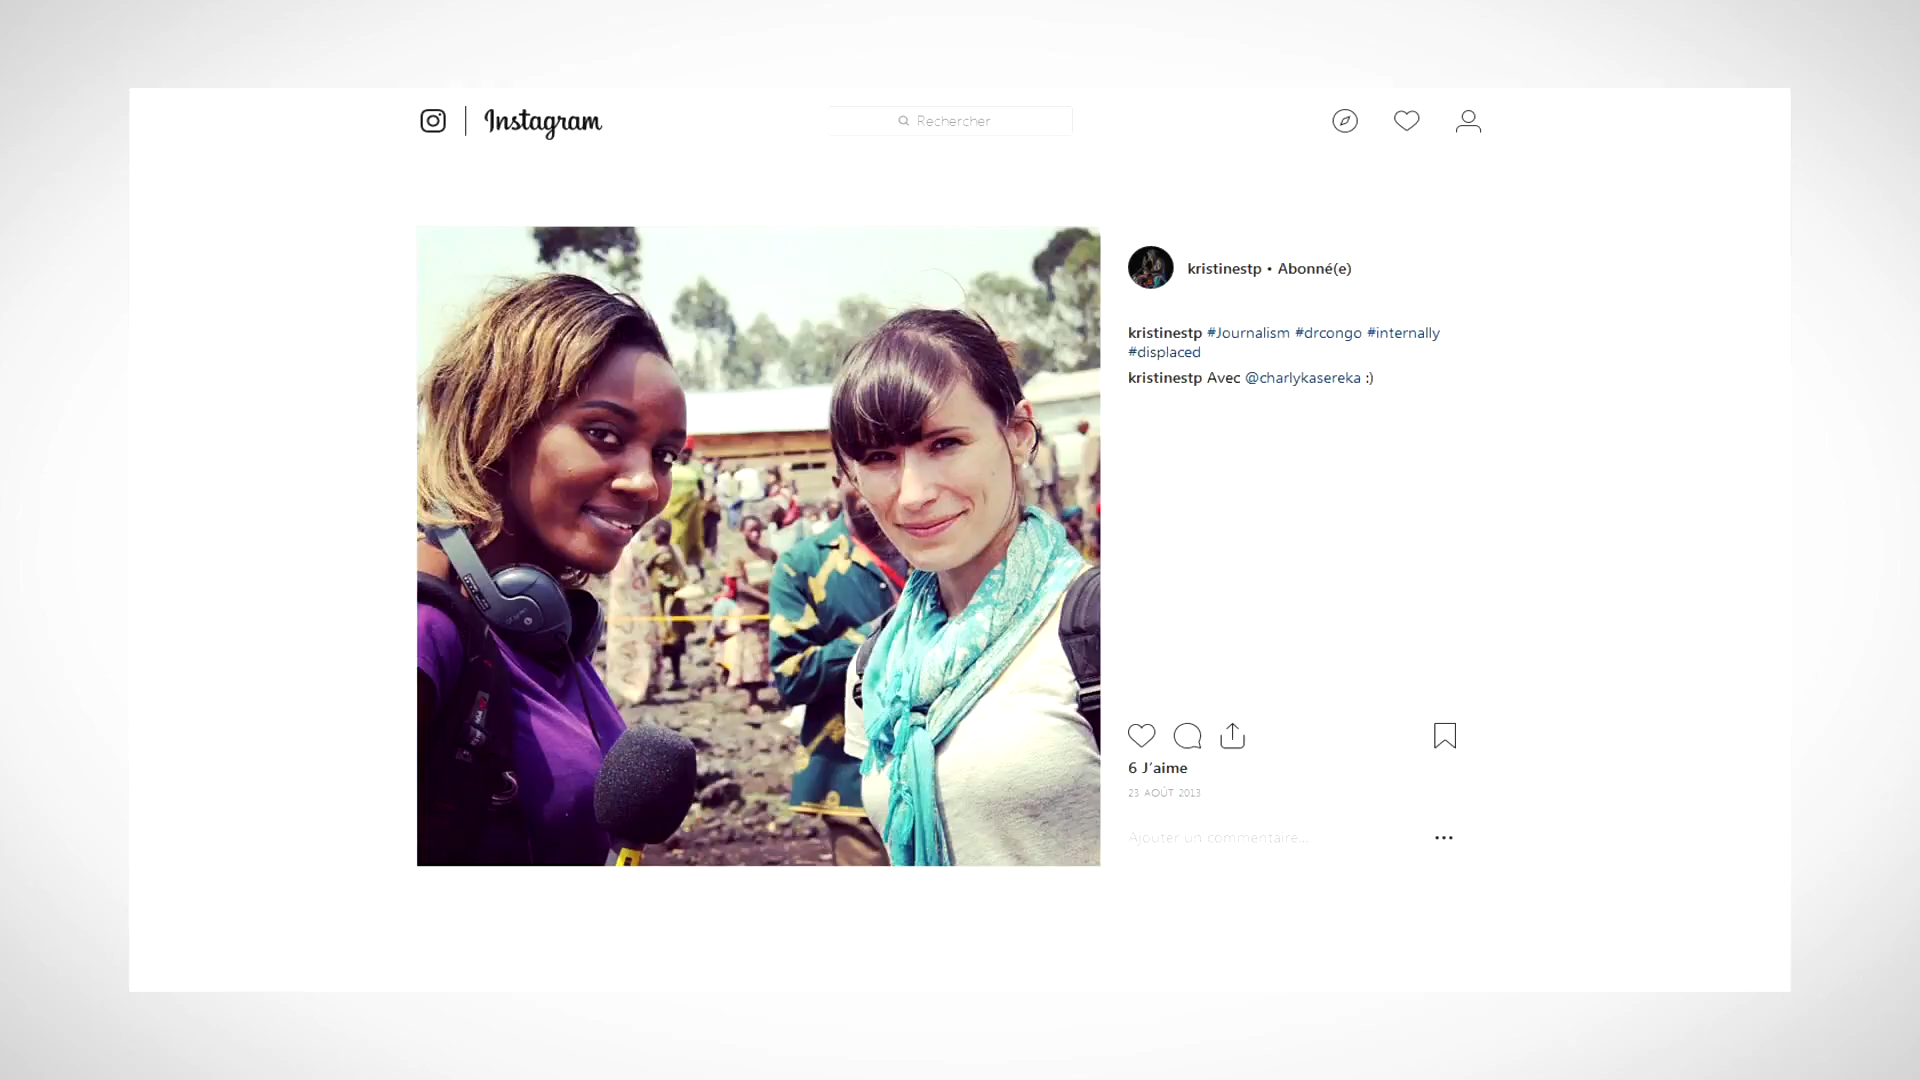 Instagram
Rechercher
kristinestp • Abonné(e)
kristinestp #Journalism #drcongo #internally
#displaced
kristinestp Avec @charlykasereka :)
6 J’aime
23 AOÛT 2013
Ajouter un commentaire...